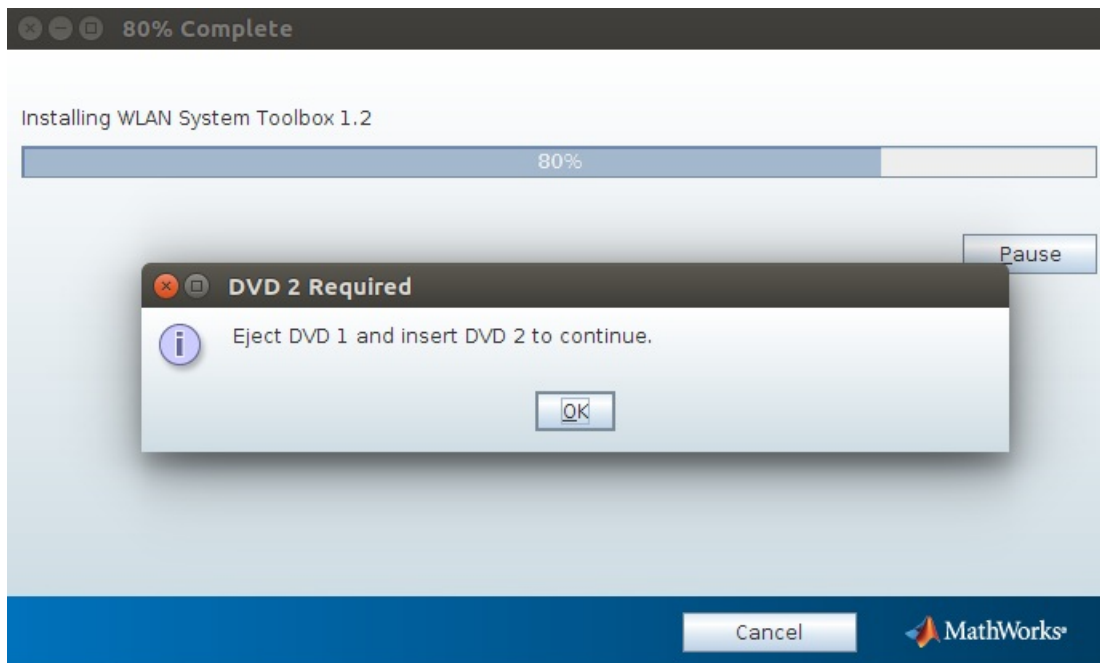 80% Complete
Installing WLAN System Toolbox 1.2
80%
Pause
DVD 2 Required
Eject DVD 1 and insert DVD 2 to continue.
OK
Cancel
MathWorks®